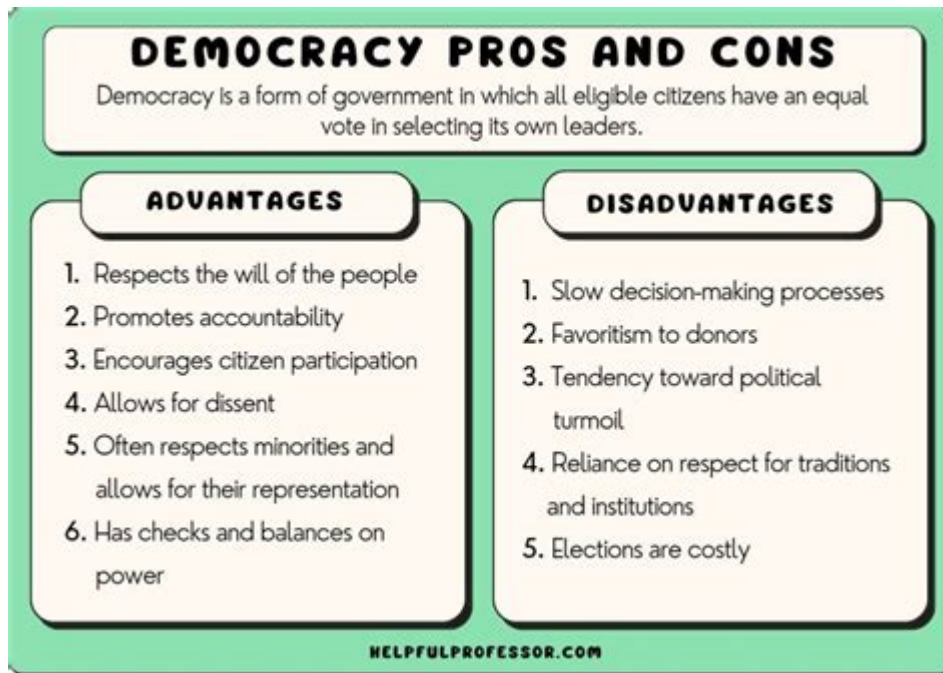 DEMOCRACY PROS AND CONS
Democracy is a form of government in which all eligible citizens have an equal
vote in selecting its own leaders.
ADVANTAGES
1. Respects the will of the people
2. Promotes accountability
3. Encourages citizen participation
4. Allows for dissent
5. Often respects minorities and
allows for their representation
6. Has checks and balances on
power
DISADVANTAGES
1. Slow decision-making processes
2. Favoritism to donors
3. Tendency toward political
turmoil
4. Reliance on respect for traditions
and institutions
5. Elections are costly
HELPFULPROFESSOR.COM